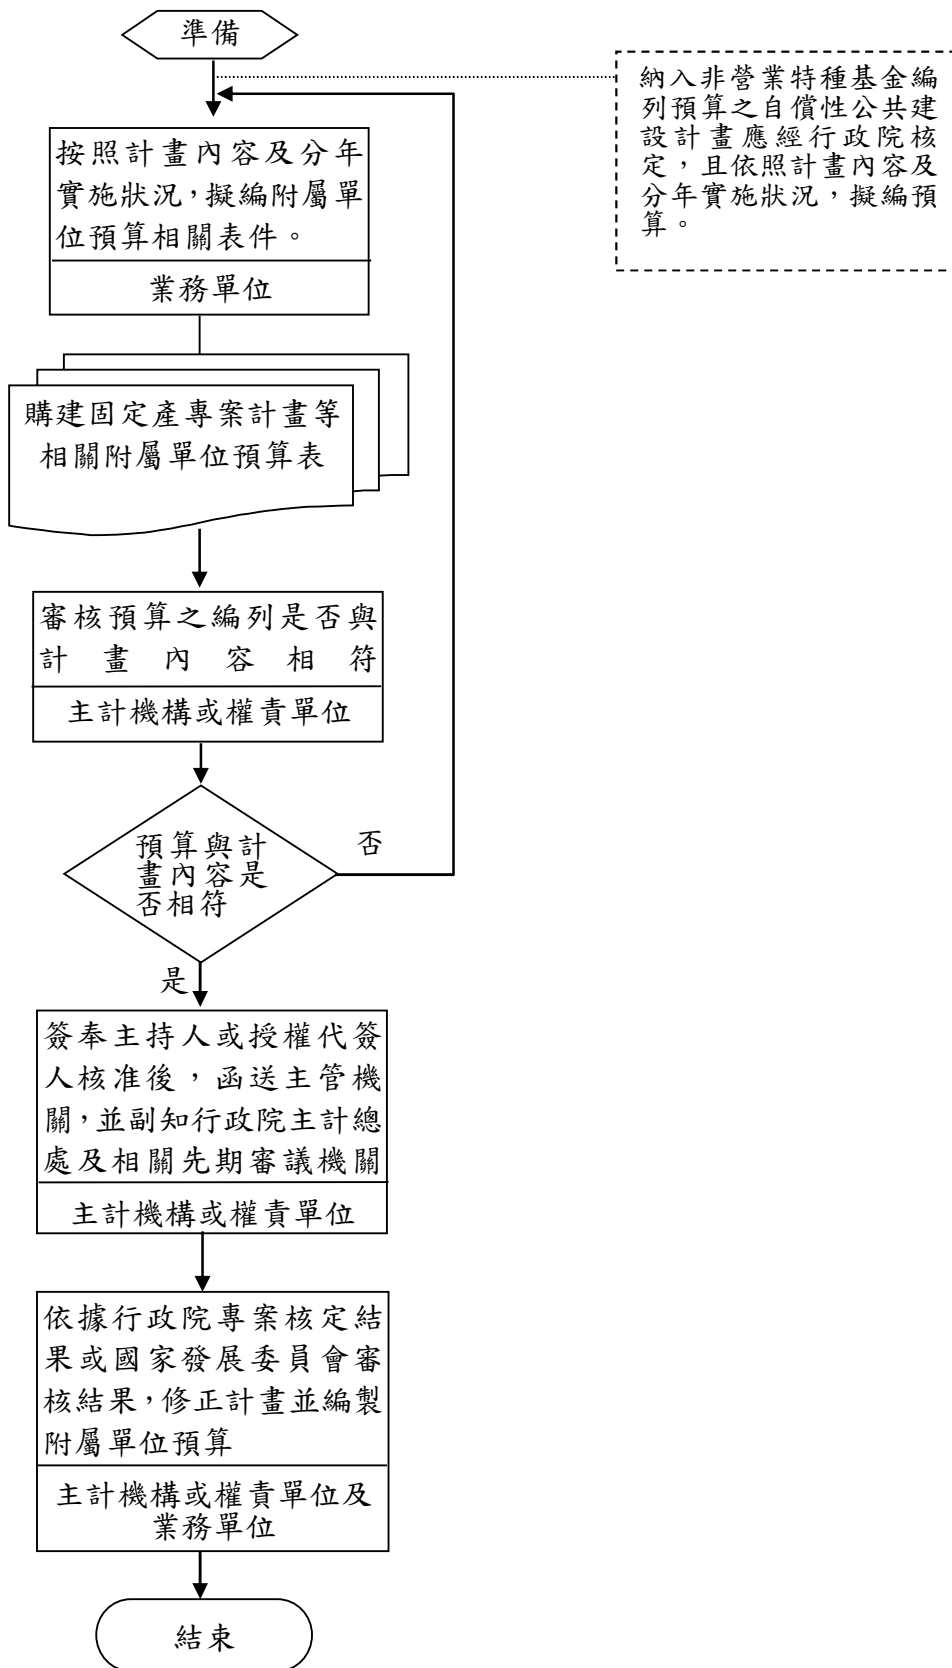 準備
納入非營業特種基金編
列預算之自償性公共建
設計畫應經行政院核
定，且依照計畫內容及
分年實施狀況，擬編預
算。
按照計畫內容及分年
實施狀況，擬編附屬單
位預算相關表件。
業務單位
購建固定產專案計畫等
相關附屬單位預算表
審核預算之編列是否與
計畫內容相符
主計機構或權責單位
預算與計
畫內容是
否相符
否
是
簽奉主持人或授權代簽
人核准後，函送主管機
關，並副知行政院主計總
處及相關先期審議機關
主計機構或權責單位
依據行政院專案核定結
果或國家發展委員會審
核結果，修正計畫並編製
附屬單位預算
主計機構或權責單位及
業務單位
結束